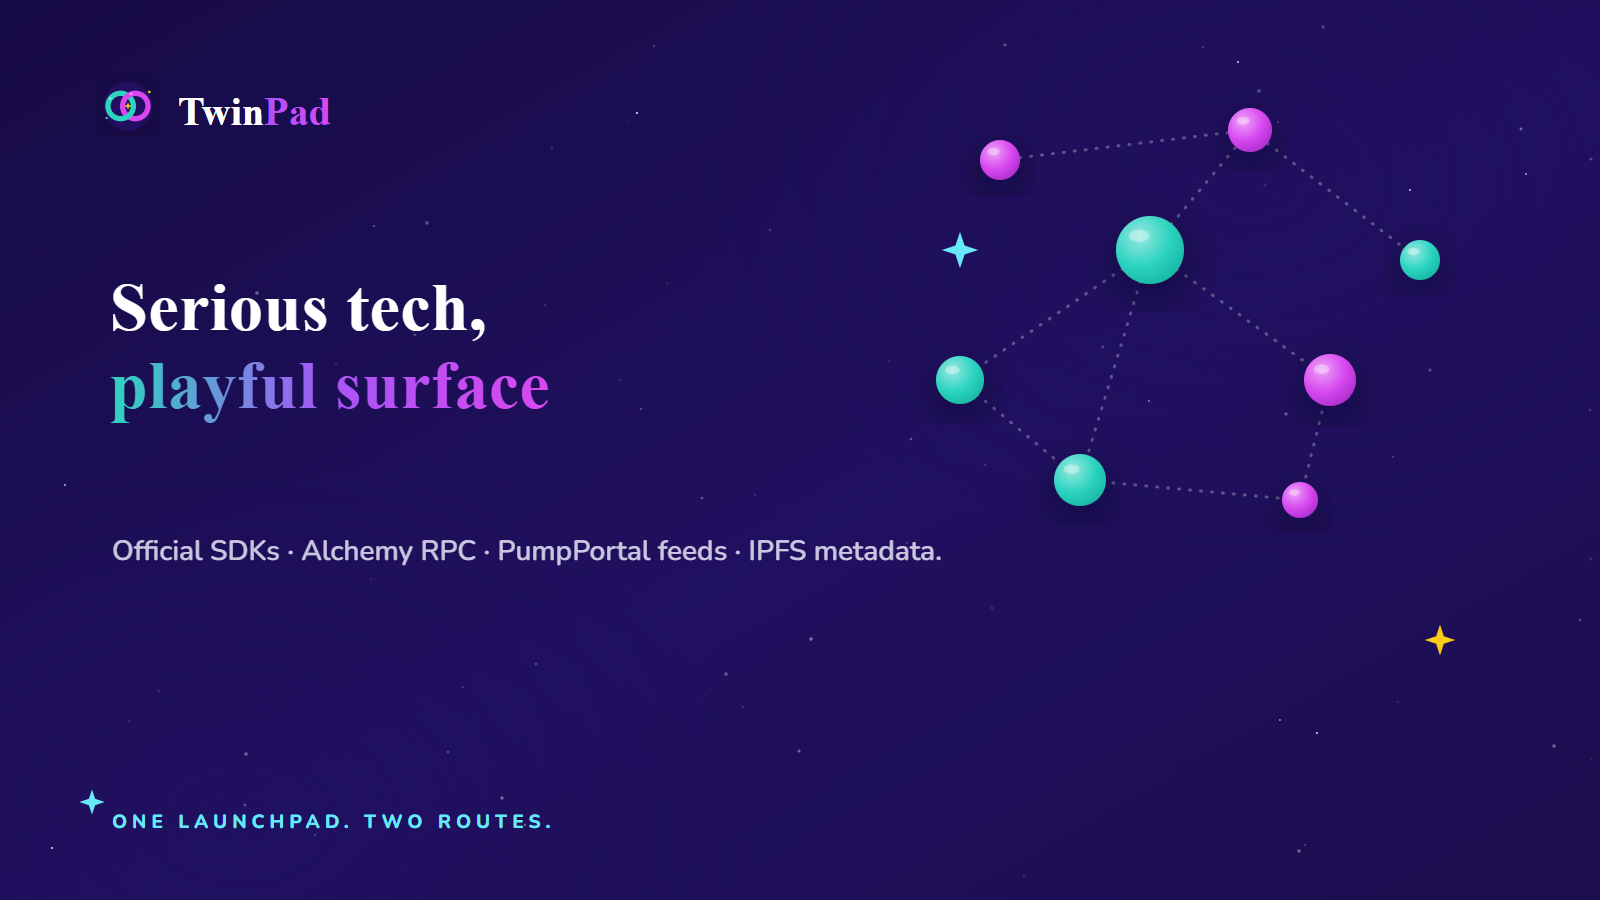 TwinPad
Serious tech,
playful surface
Official SDKs · Alchemy RPC · PumpPortal feeds · IPFS metadata.
ONE LAUNCHPAD. TWO ROUTES.